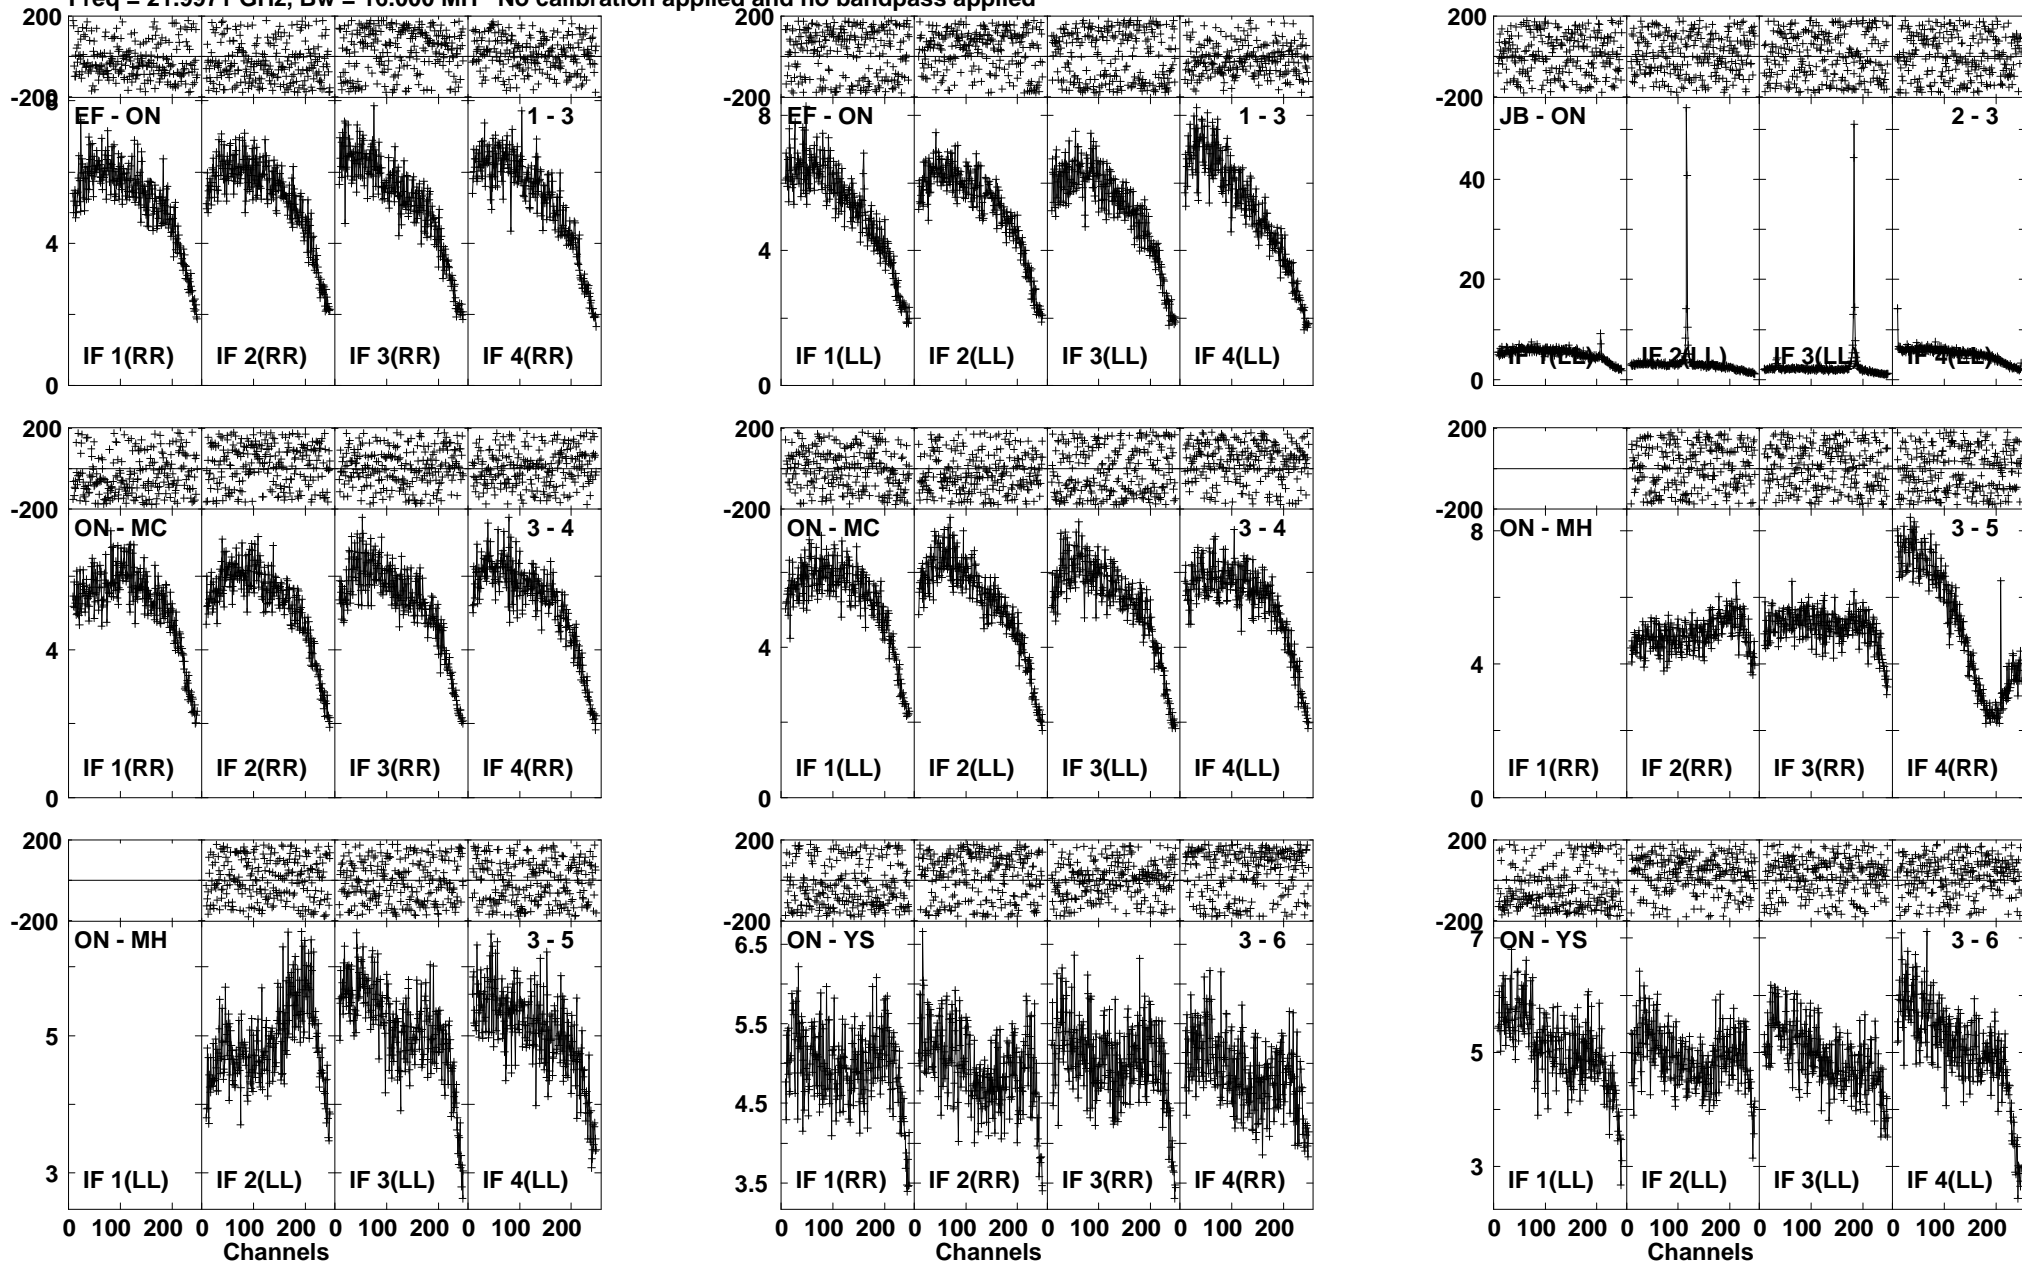 Freq = 21.9971 GHz, Bw = 16.000 MH No calibration applied and no bandpass applied
200
-200
8
4
0
EF - ON 1 - 3
IF 1(RR) IF 2(RR) IF 3(RR) IF 4(RR)
200
-200
8
4
0
EF - ON 1 - 3
IF 1(LL) IF 2(LL) IF 3(LL) IF 4(LL)
200
-200
40
20
0
JB - ON 2 - 3
IF 1(LL) IF 2(LL) IF 3(LL) IF 4(LL)
200
-200
4
0
ON - MC 3 - 4
IF 1(RR) IF 2(RR) IF 3(RR) IF 4(RR)
200
-200
4
0
ON - MC 3 - 4
IF 1(LL) IF 2(LL) IF 3(LL) IF 4(LL)
200
-200
8
4
0
ON - MH 3 - 5
IF 1(RR) IF 2(RR) IF 3(RR) IF 4(RR)
200
-200
5
3
ON - MH 3 - 5
IF 1(LL) IF 2(LL) IF 3(LL) IF 4(LL)
0 100 200 0 100 200 0 100 200 0 100 200
Channels
200
-200
6.5
5.5
4.5
3.5
ON - YS 3 - 6
IF 1(RR) IF 2(RR) IF 3(RR) IF 4(RR)
0 100 200 0 100 200 0 100 200 0 100 200
Channels
200
-200
7
5
3
ON - YS 3 - 6
IF 1(LL) IF 2(LL) IF 3(LL) IF 4(LL)
0 100 200 0 100 200 0 100 200 0 100 200
Channels